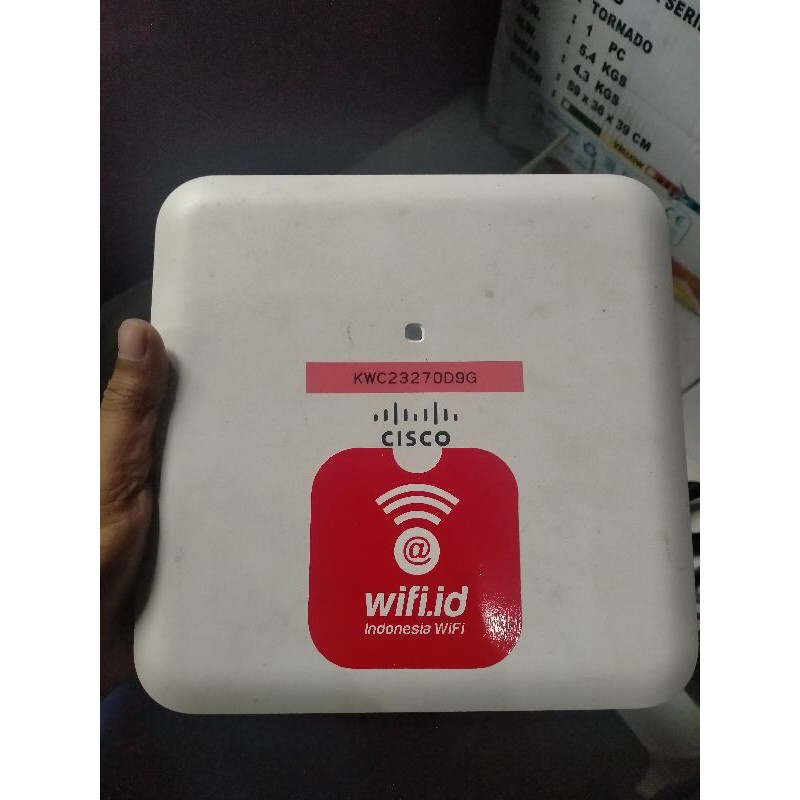 TORNADO
: 1 PC
: 5.4 KGS
: 4.3 KGS
: 59 x 36 x 39 CM
YELLOW
KWC23270D9G
CISCO
@
wifi.id
Indonesia WiFi